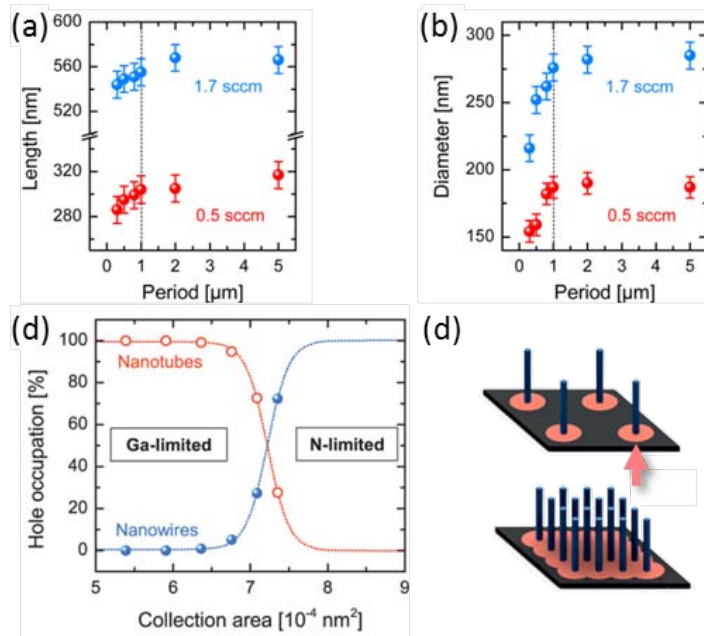 (a)
600
560
520
320
280
Length [nm]
1.7 sccm
0.5 sccm
0 1 2 3 4 5
Period [μm]
(b)
300
250
200
150
Diameter [nm]
1.7 sccm
0.5 sccm
0 1 2 3 4 5
Period [μm]
(d)
100
80
60
40
20
0
Hole occupation [%]
Nanotubes
Ga-limited
N-limited
Nanowires
5 6 7 8 9
Collection area [10⁻⁴ nm²]
(d)